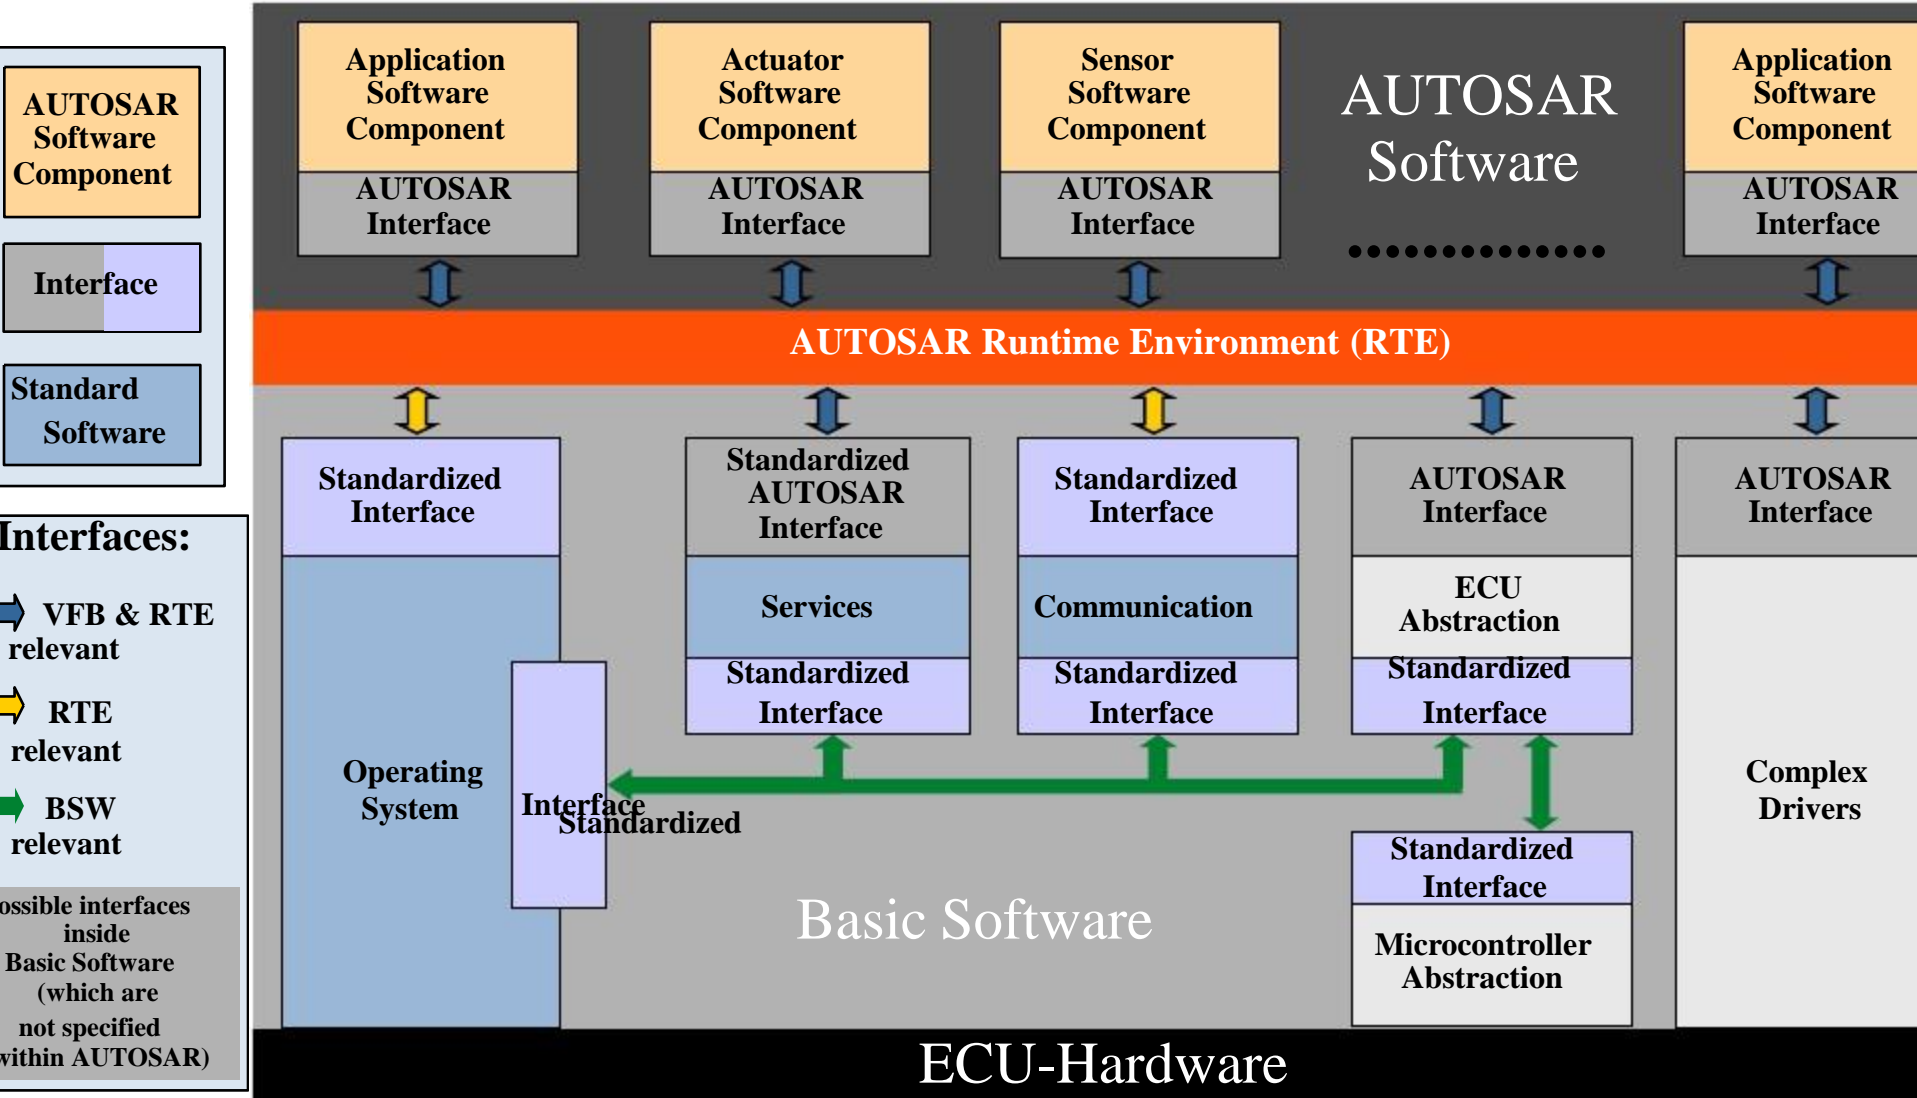 AUTOSAR
Software
Component
Interface
Standard
Software
Interfaces:
VFB & RTE
relevant
RTE
relevant
BSW
relevant
ossible interfaces
inside
Basic Software
(which are
not specified
within AUTOSAR)
Application
Software
Component
AUTOSAR
Interface
Actuator
Software
Component
AUTOSAR
Interface
Sensor
Software
Component
AUTOSAR
Interface
AUTOSAR
Software
..............
Application
Software
Component
AUTOSAR
Interface
AUTOSAR Runtime Environment (RTE)
Standardized
Interface
Operating
System
Interface
Standardized
Standardized
AUTOSAR
Interface
Services
Standardized
Interface
Standardized
Interface
Communication
Standardized
Interface
AUTOSAR
Interface
ECU
Abstraction
Standardized
Interface
Standardized
Interface
Microcontroller
Abstraction
AUTOSAR
Interface
Complex
Drivers
Basic Software
ECU-Hardware